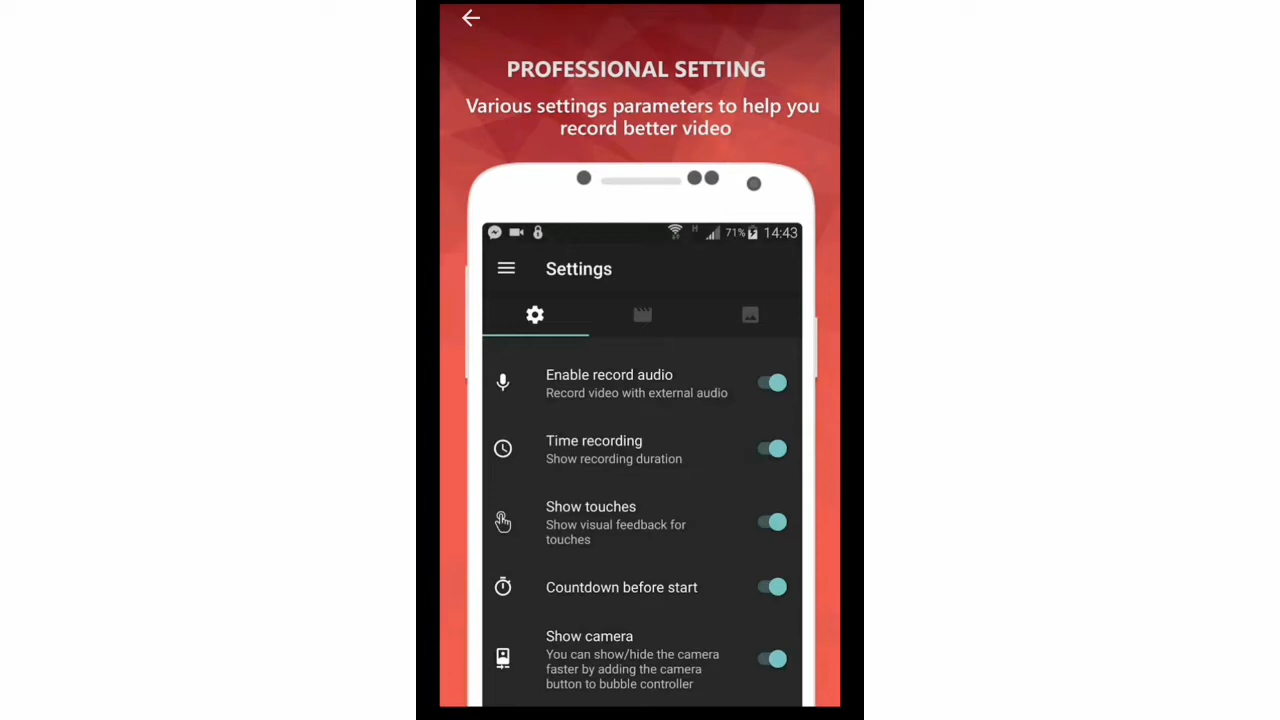 PROFESSIONAL SETTING
Various settings parameters to help you
record better video
H 71% 14:43
Settings
Enable record audio
Record video with external audio
Time recording
Show recording duration
Show touches
Show visual feedback for
touches
Countdown before start
Show camera
You can show/hide the camera
faster by adding the camera
button to bubble controller